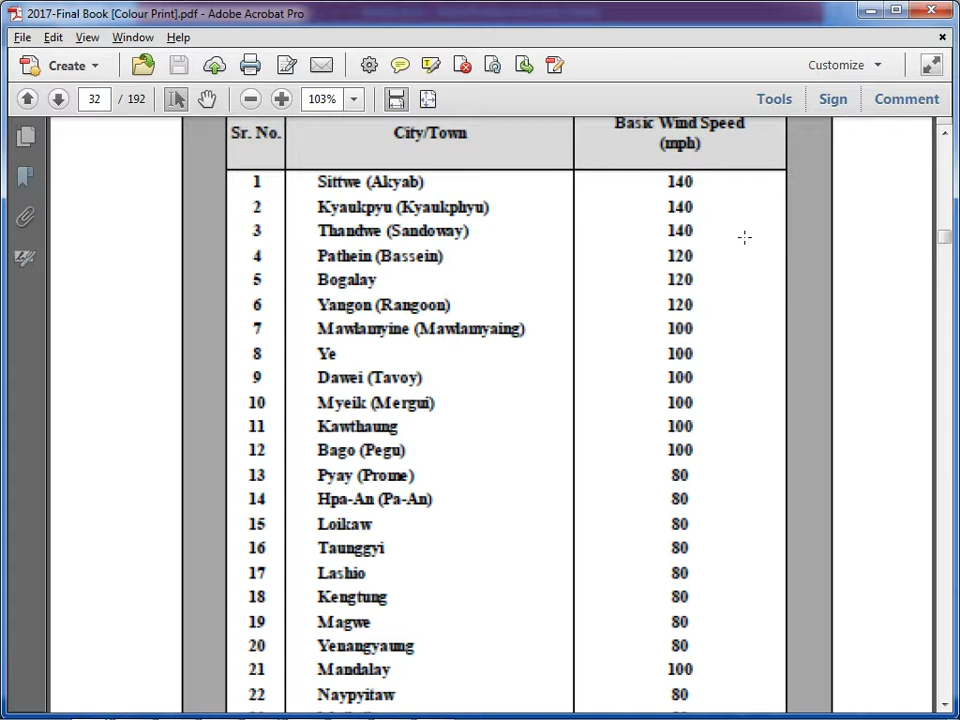 2017-Final Book [Colour Print].pdf - Adobe Acrobat Pro
File Edit View Window Help
Create Customize
32 / 192 103% Tools Sign Comment
Sr. No. City/Town Basic Wind Speed
(mph)
1 Sittwe (Akyab) 140
2 Kyaukpyu (Kyaukphyu) 140
3 Thandwe (Sandoway) 140
4 Pathein (Bassein) 120
5 Bogalay 120
6 Yangon (Rangoon) 120
7 Mawlamyine (Mawlamyaing) 100
8 Ye 100
9 Dawei (Tavoy) 100
10 Myeik (Mergui) 100
11 Kawthaung 100
12 Bago (Pegu) 100
13 Pyay (Prome) 80
14 Hpa-An (Pa-An) 80
15 Loikaw 80
16 Taunggyi 80
17 Lashio 80
18 Kengtung 80
19 Magwe 80
20 Yenangyaung 80
21 Mandalay 100
22 Naypyitaw 80